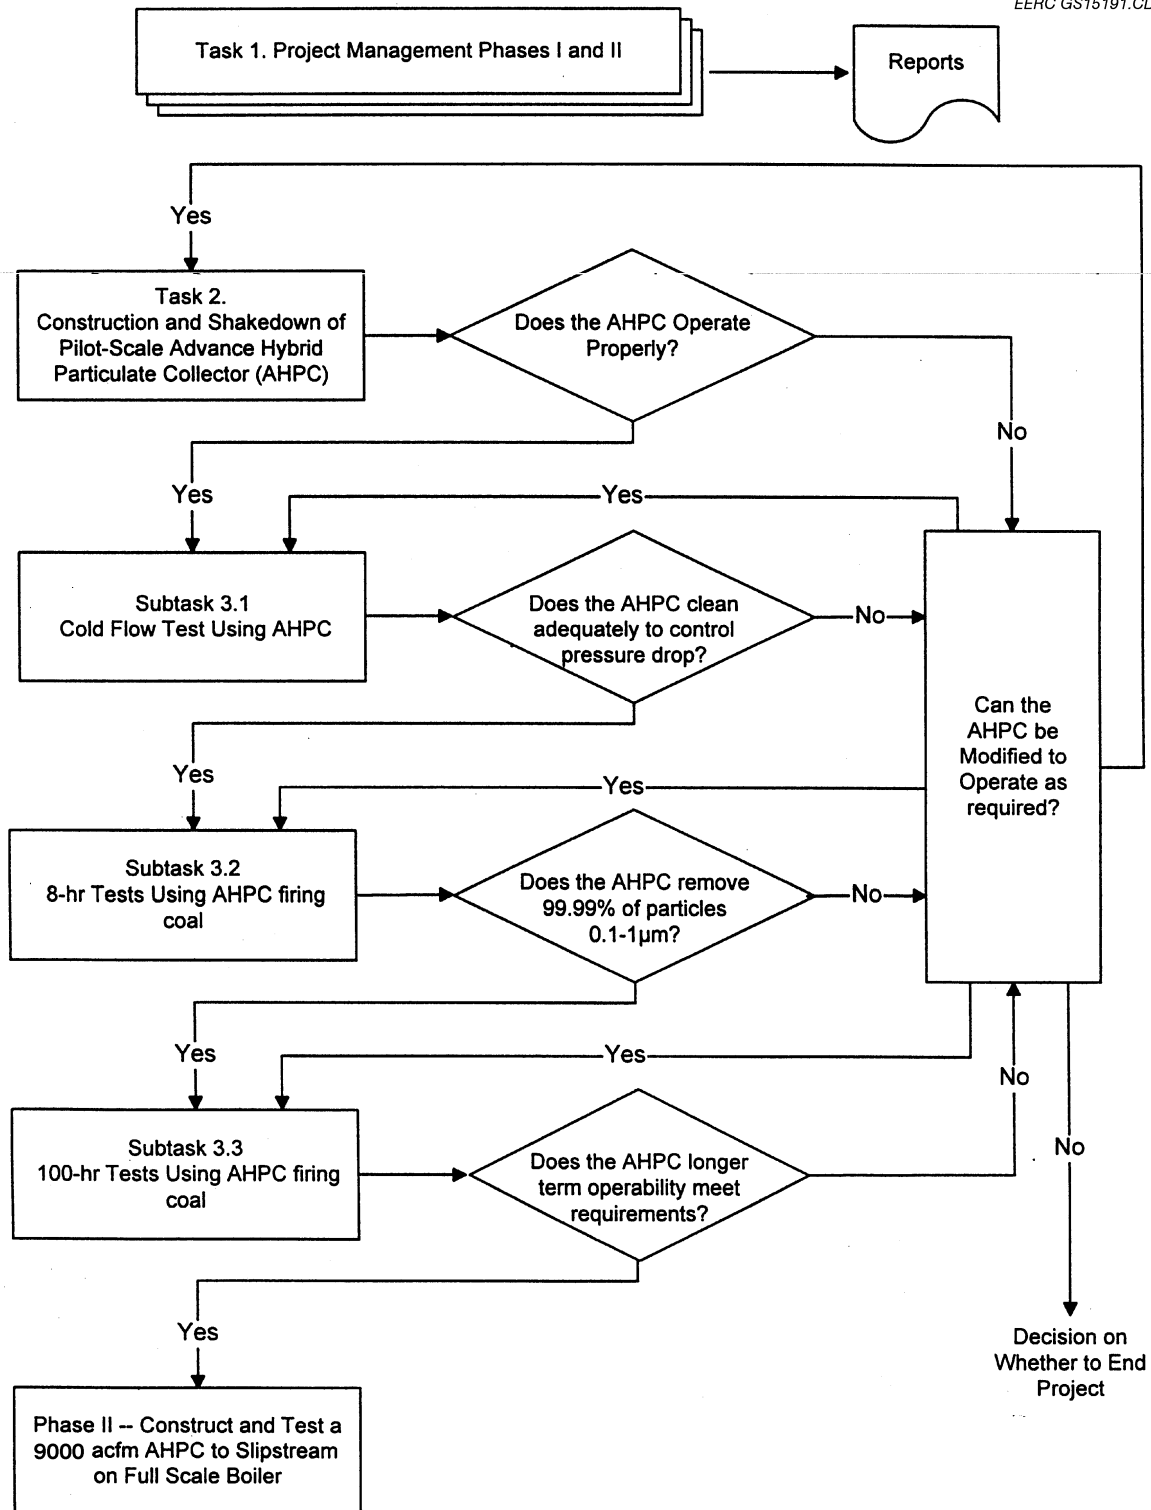 EERC GS15191.CD
Task 1. Project Management Phases I and II
Reports
Yes
Task 2.
Construction and Shakedown of
Pilot-Scale Advance Hybrid
Particulate Collector (AHPC)
Does the AHPC Operate
Properly?
No
Yes
Yes
Subtask 3.1
Cold Flow Test Using AHPC
Does the AHPC clean
adequately to control
pressure drop?
No
Can the
AHPC be
Modified to
Operate as
required?
Yes
Yes
Subtask 3.2
8-hr Tests Using AHPC firing
coal
Does the AHPC remove
99.99% of particles
0.1-1µm?
No
Yes
Yes
No
Subtask 3.3
100-hr Tests Using AHPC firing
coal
Does the AHPC longer
term operability meet
requirements?
No
Yes
Decision on
Whether to End
Project
Phase II -- Construct and Test a
9000 acfm AHPC to Slipstream
on Full Scale Boiler